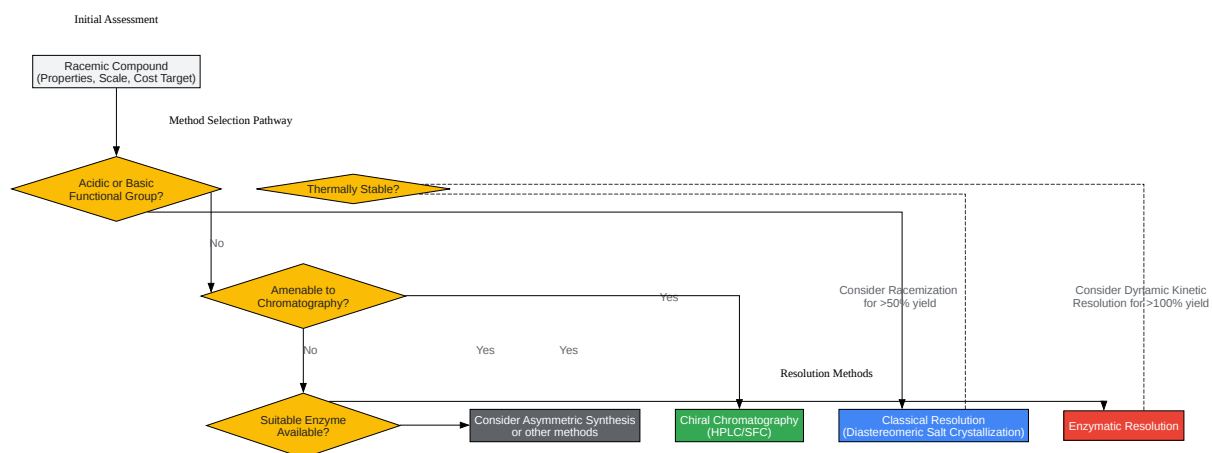 Initial Assessment
Racemic Compound
(Properties, Scale, Cost Target)
Method Selection Pathway
Acidic or Basic
Functional Group?
Thermally Stable?
No
Amenable to
Chromatography?
Yes
Consider Racemization
for >50% yield
Consider Dynamic Kinetic
Resolution for >100% yield
No
Yes
Yes
Resolution Methods
Suitable Enzyme
Available?
Consider Asymmetric Synthesis
or other methods
Chiral Chromatography
(HPLC/SFC)
Classical Resolution
(Diastereomeric Salt Crystallization)
Enzymatic Resolution